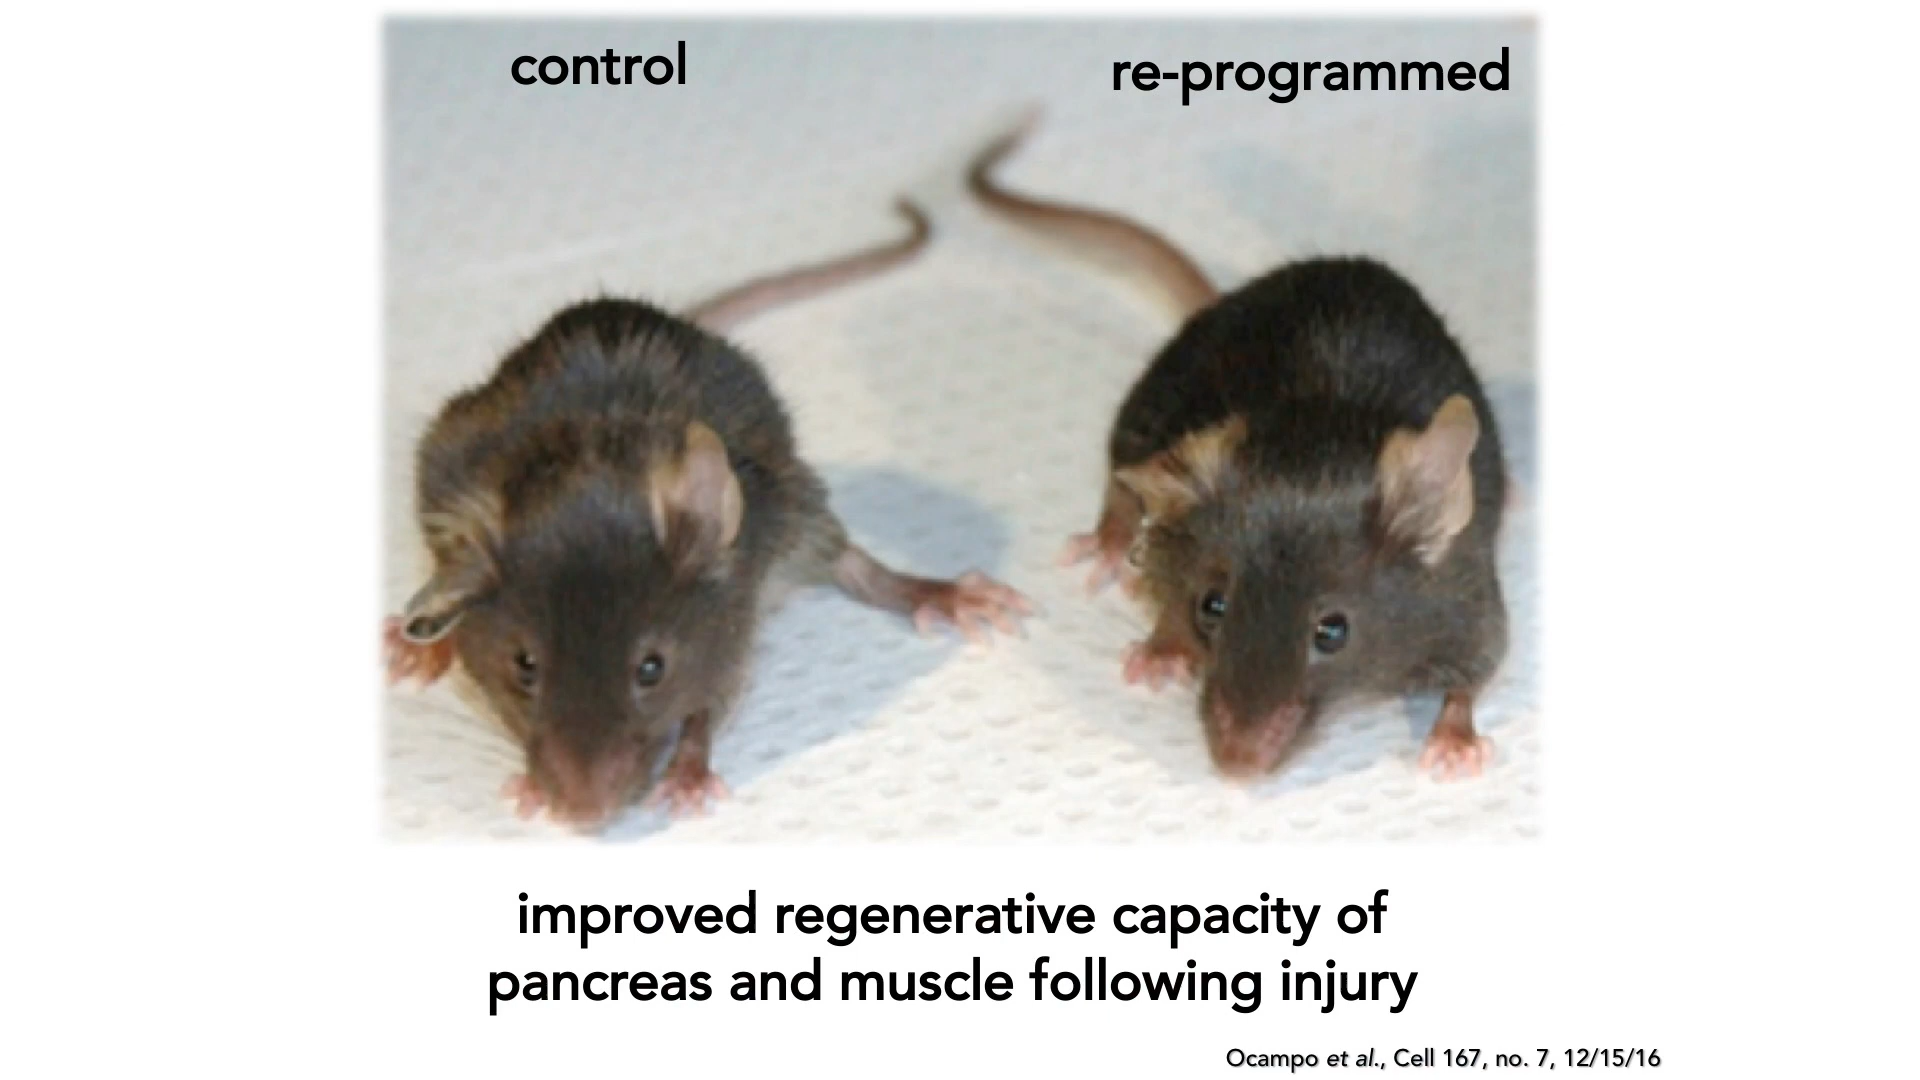 control
re-programmed
improved regenerative capacity of
pancreas and muscle following injury
Ocampo et al., Cell 167, no. 7, 12/15/16